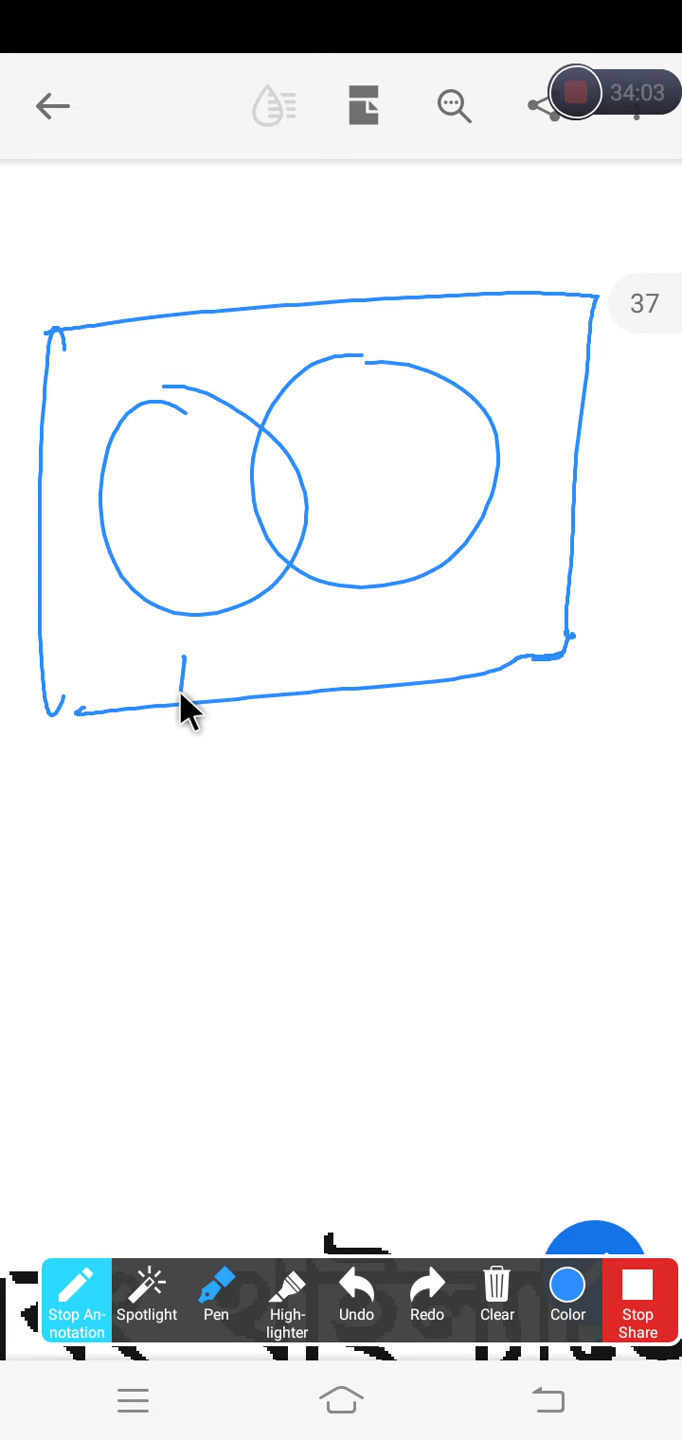 34:03
37
Stop An-
notation
Spotlight
Pen
High-
lighter
Undo
Redo
Clear
Color
Stop
Share